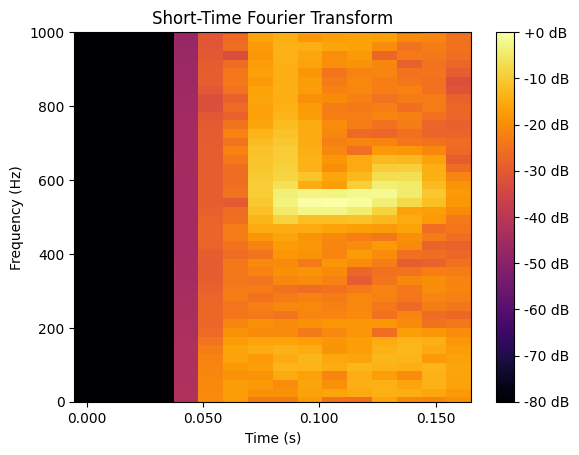 Short-Time Fourier Transform
1000
800
600
400
200
0
Frequency (Hz)
0.000
0.050
0.100
0.150
Time (s)
+0 dB
-10 dB
-20 dB
-30 dB
-40 dB
-50 dB
-60 dB
-70 dB
-80 dB